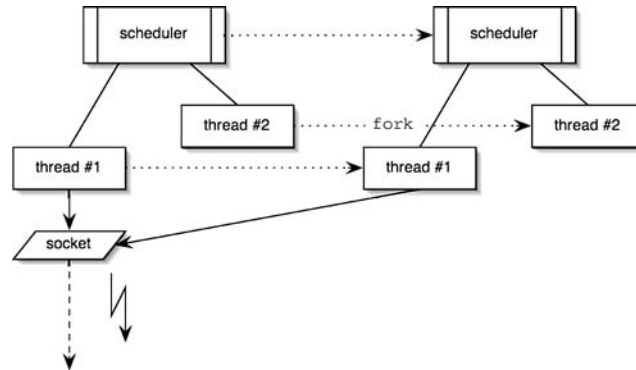 scheduler
scheduler
thread #2
fork
thread #2
thread #1
thread #1
socket